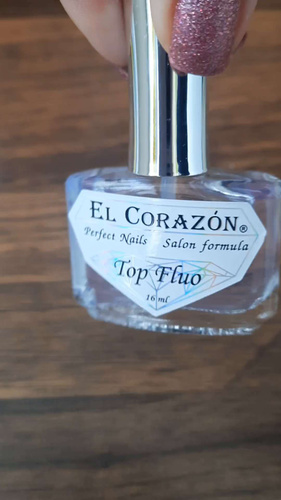 EL CORAZÓN®
Perfect Nails Salon formula
Top Fluo
16 ml